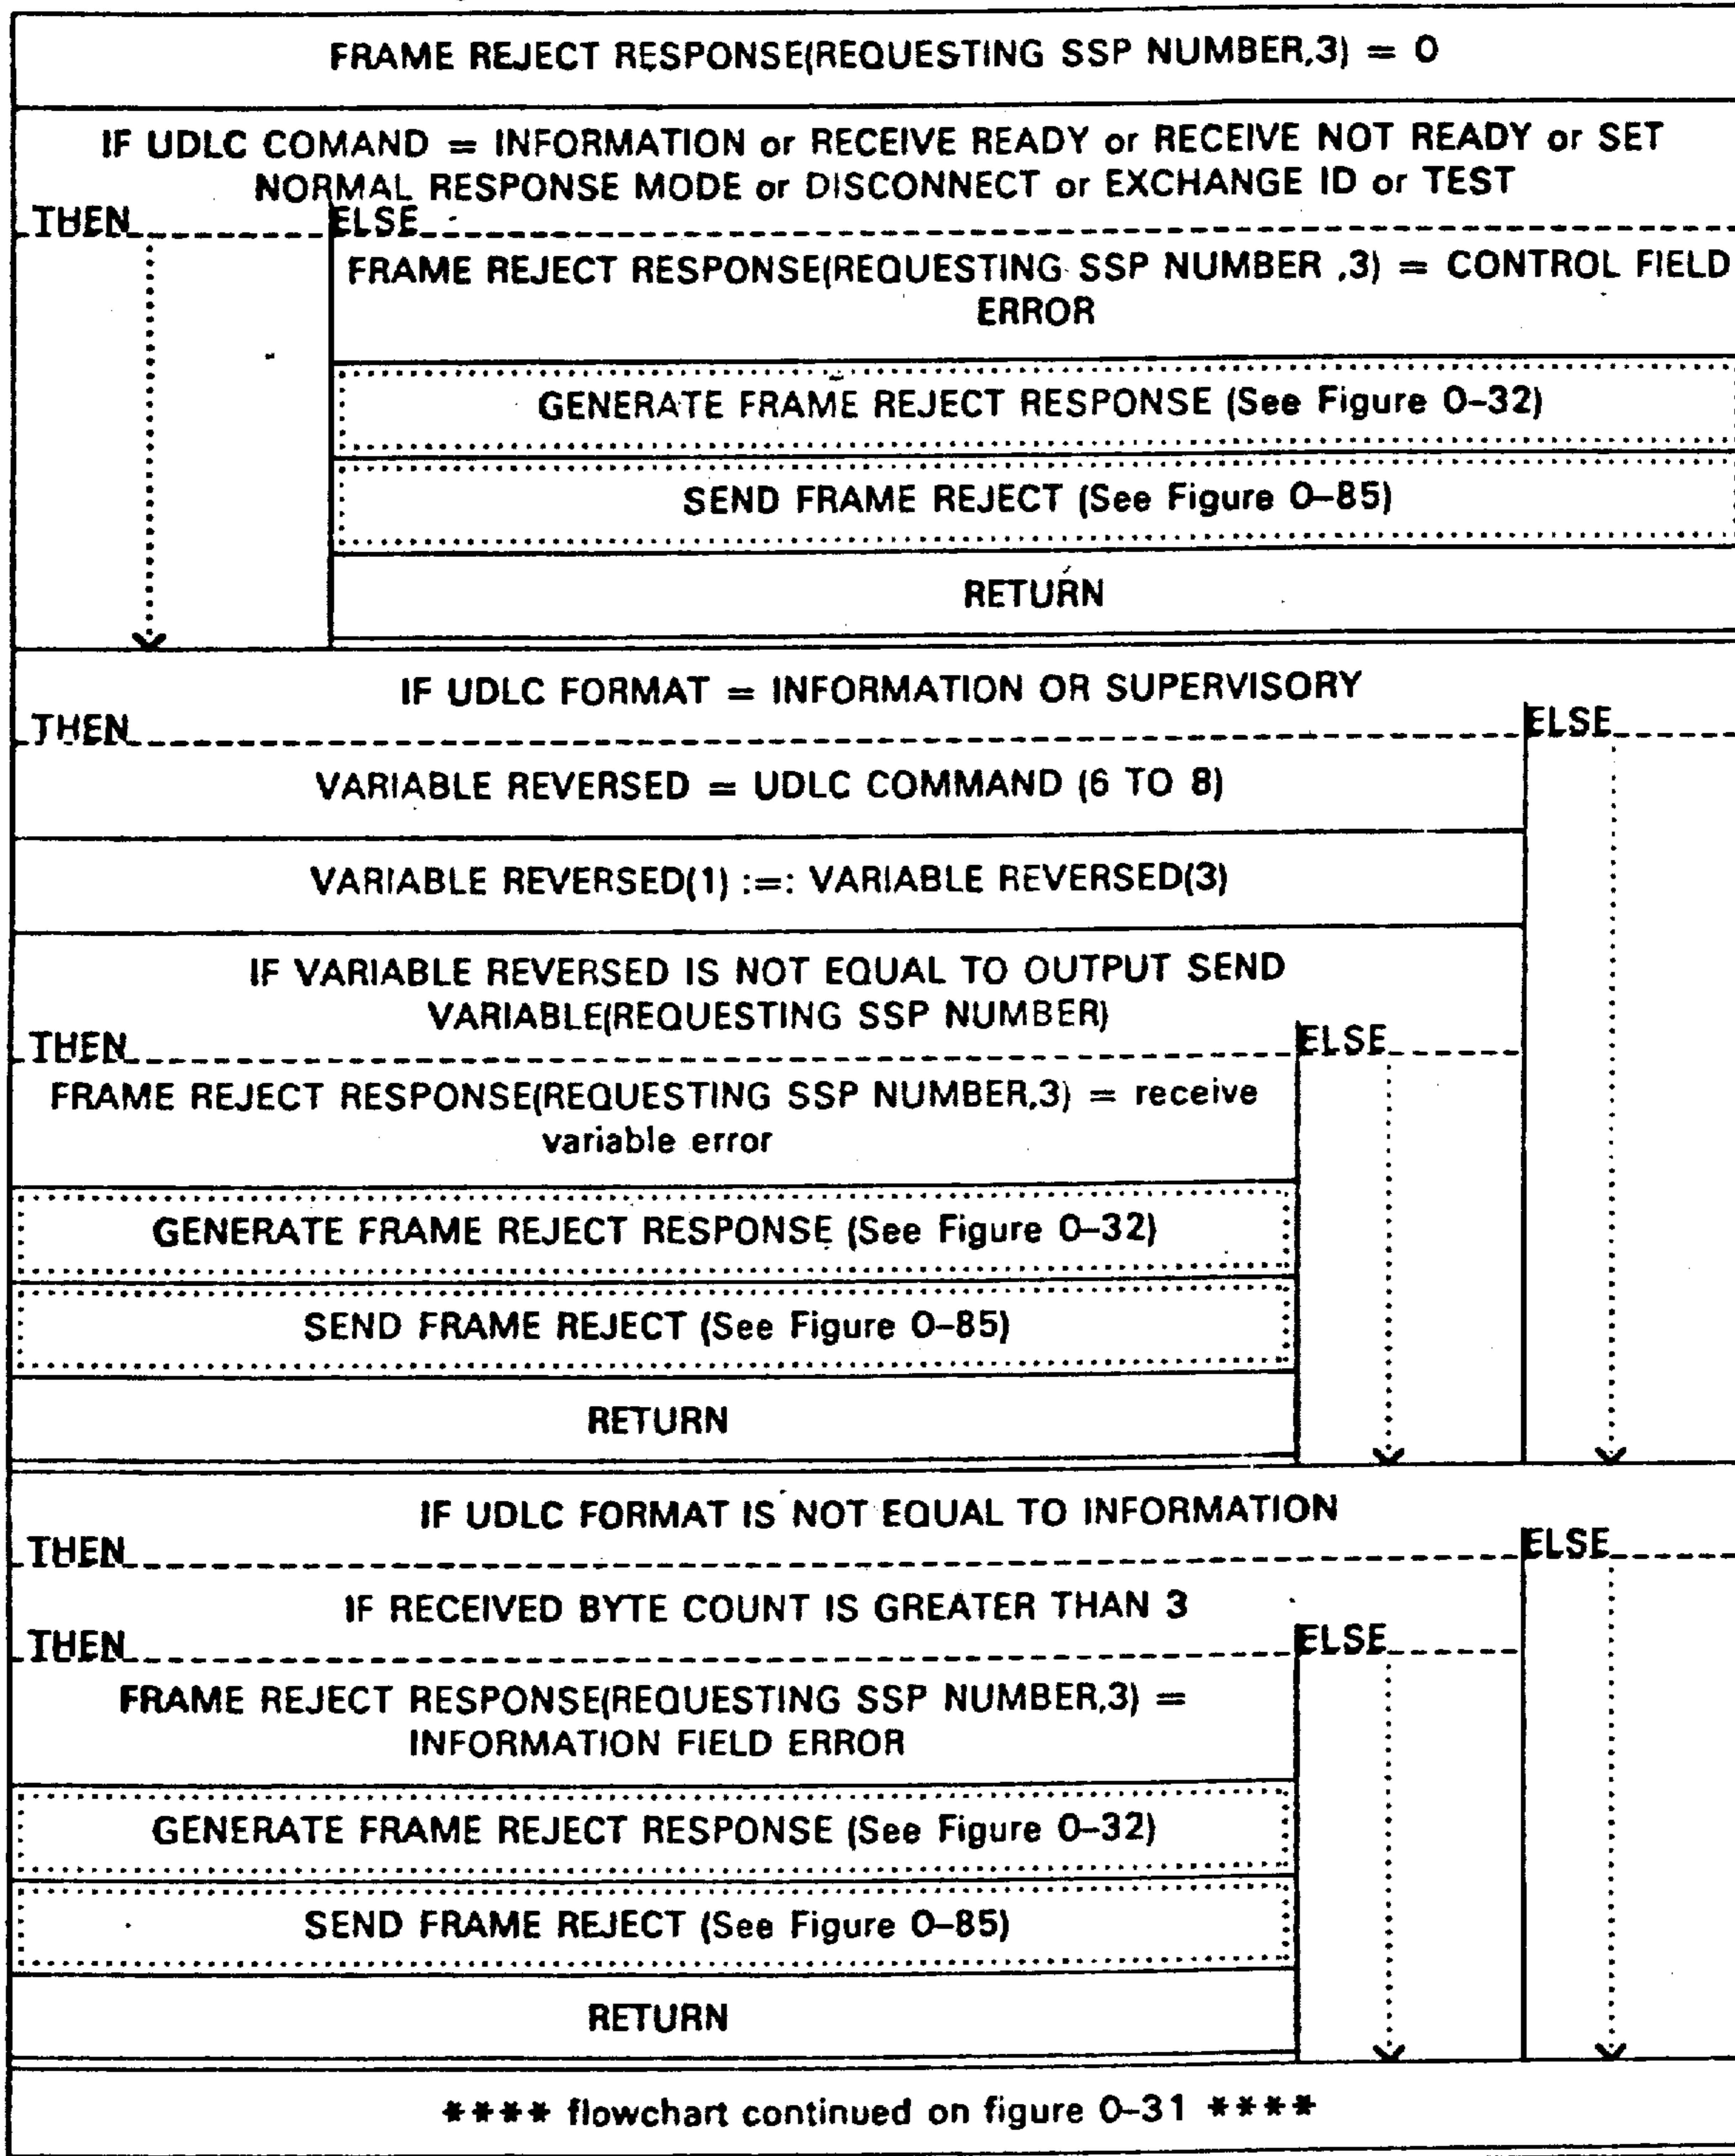 FRAME REJECT RESPONSE(REQUESTING SSP NUMBER,3) = 0
IF UDLC COMAND = INFORMATION or RECEIVE READY or RECEIVE NOT READY or SET
NORMAL RESPONSE MODE or DISCONNECT or EXCHANGE ID or TEST
THEN ELSE
FRAME REJECT RESPONSE(REQUESTING SSP NUMBER ,3) = CONTROL FIELD
ERROR
GENERATE FRAME REJECT RESPONSE (See Figure O-32)
SEND FRAME REJECT (See Figure O-85)
RETURN
IF UDLC FORMAT = INFORMATION OR SUPERVISORY
THEN ELSE
VARIABLE REVERSED = UDLC COMMAND (6 TO 8)
VARIABLE REVERSED(1) :=: VARIABLE REVERSED(3)
IF VARIABLE REVERSED IS NOT EQUAL TO OUTPUT SEND
VARIABLE(REQUESTING SSP NUMBER)
THEN ELSE
FRAME REJECT RESPONSE(REQUESTING SSP NUMBER,3) = receive
variable error
GENERATE FRAME REJECT RESPONSE (See Figure O-32)
SEND FRAME REJECT (See Figure O-85)
RETURN
IF UDLC FORMAT IS NOT EQUAL TO INFORMATION
THEN ELSE
IF RECEIVED BYTE COUNT IS GREATER THAN 3
THEN ELSE
FRAME REJECT RESPONSE(REQUESTING SSP NUMBER,3) =
INFORMATION FIELD ERROR
GENERATE FRAME REJECT RESPONSE (See Figure O-32)
SEND FRAME REJECT (See Figure O-85)
RETURN
**** flowchart continued on figure O-31 ****